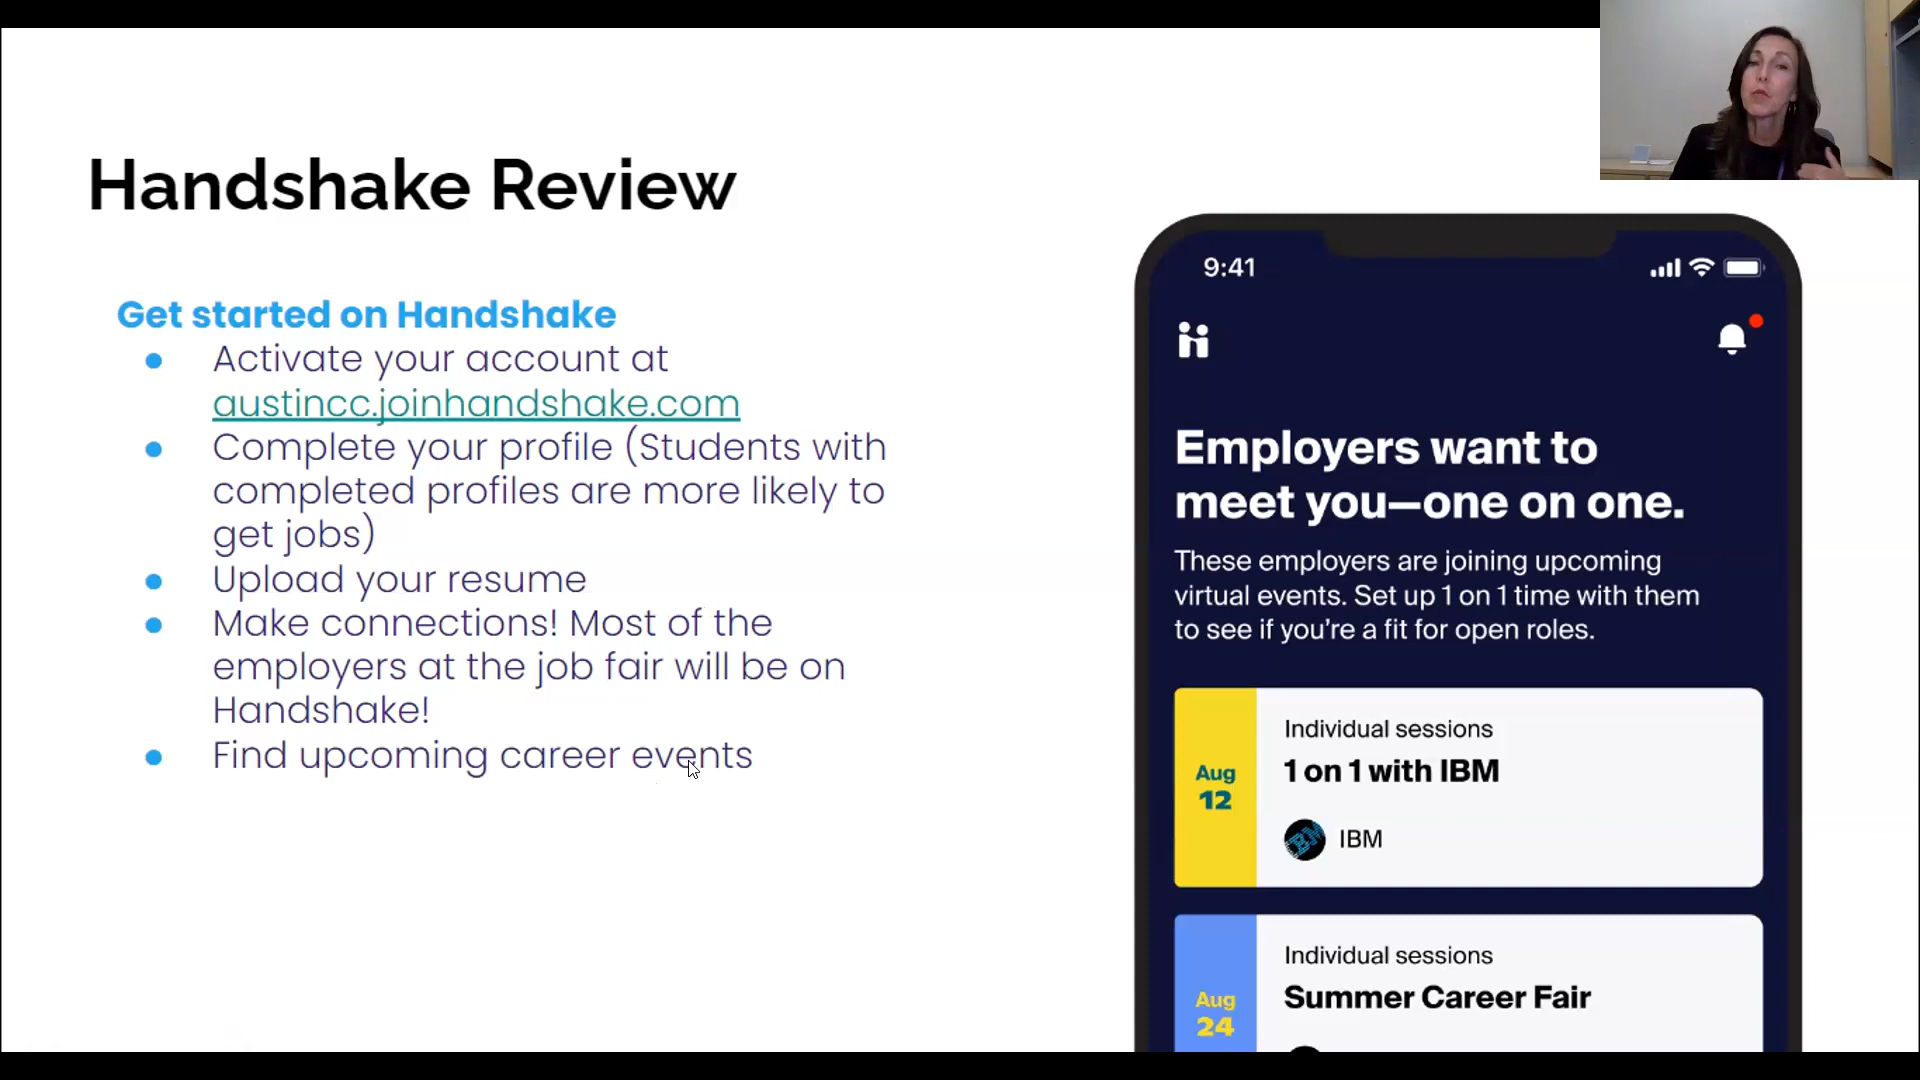 Handshake Review
Get started on Handshake
Activate your account at
austincc.joinhandshake.com
Complete your profile (Students with
completed profiles are more likely to
get jobs)
Upload your resume
Make connections! Most of the
employers at the job fair will be on
Handshake!
Find upcoming career events
9:41
Employers want to
meet you—one on one.
These employers are joining upcoming
virtual events. Set up 1 on 1 time with them
to see if you’re a fit for open roles.
Aug
12
Individual sessions
1 on 1 with IBM
IBM
IBM
Aug
24
Individual sessions
Summer Career Fair